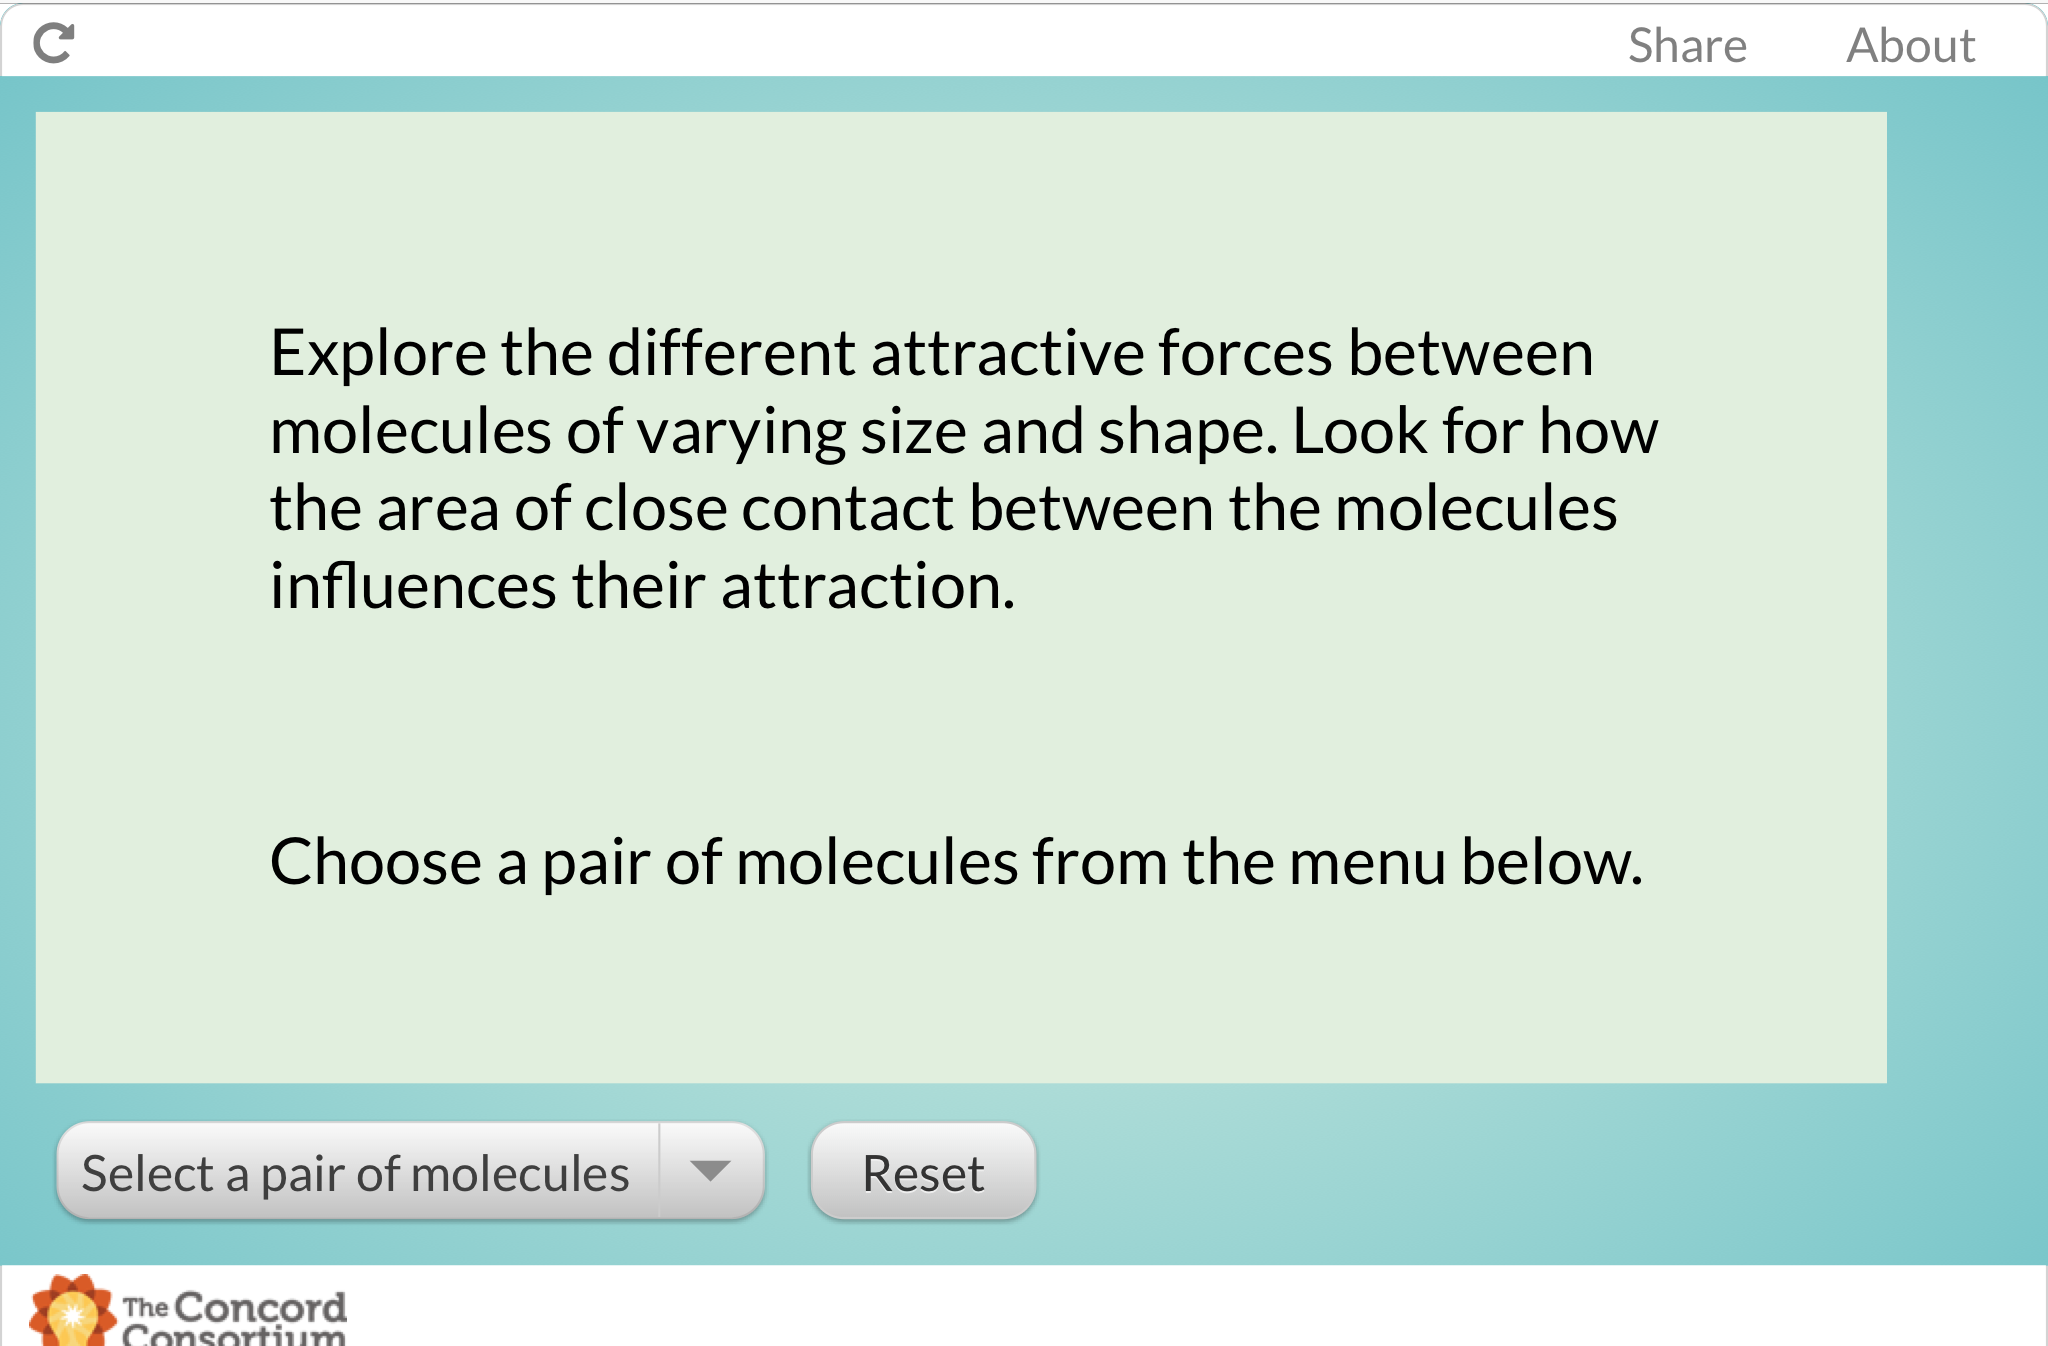 Share About
Explore the different attractive forces between
molecules of varying size and shape. Look for how
the area of close contact between the molecules
influences their attraction.
Choose a pair of molecules from the menu below.
Select a pair of molecules
Reset
The Concord
Consortium